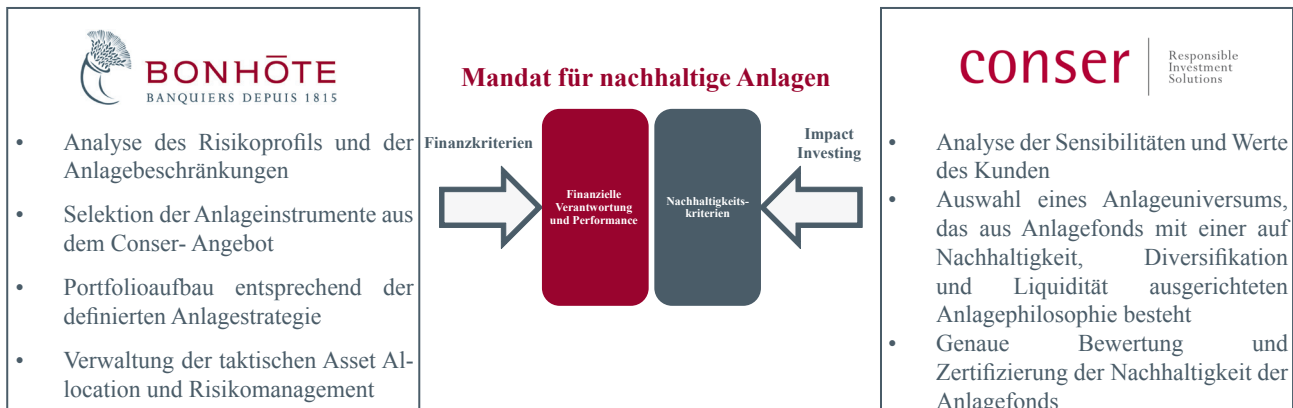 BONHŌTE
BANQUIERS DEPUIS 1815
• Analyse des Risikoprofils und der
Anlagebeschränkungen
• Selektion der Anlageinstrumente aus
dem Conser- Angebot
• Portfolioaufbau entsprechend der
definierten Anlagestrategie
• Verwaltung der taktischen Asset Al-
location und Risikomanagement
Mandat für nachhaltige Anlagen
Finanzkriterien
Finanzielle
Verantwortung
und Performance
Nachhaltigkeits-
kriterien
Impact
Investing
conser
Responsible
Investment
Solutions
• Analyse der Sensibilitäten und Werte
des Kunden
• Auswahl eines Anlageuniversums,
das aus Anlagefonds mit einer auf
Nachhaltigkeit, Diversifikation
und Liquidität ausgerichteten
Anlagephilosophie besteht
• Genaue Bewertung und
Zertifizierung der Nachhaltigkeit der
Anlagefonds